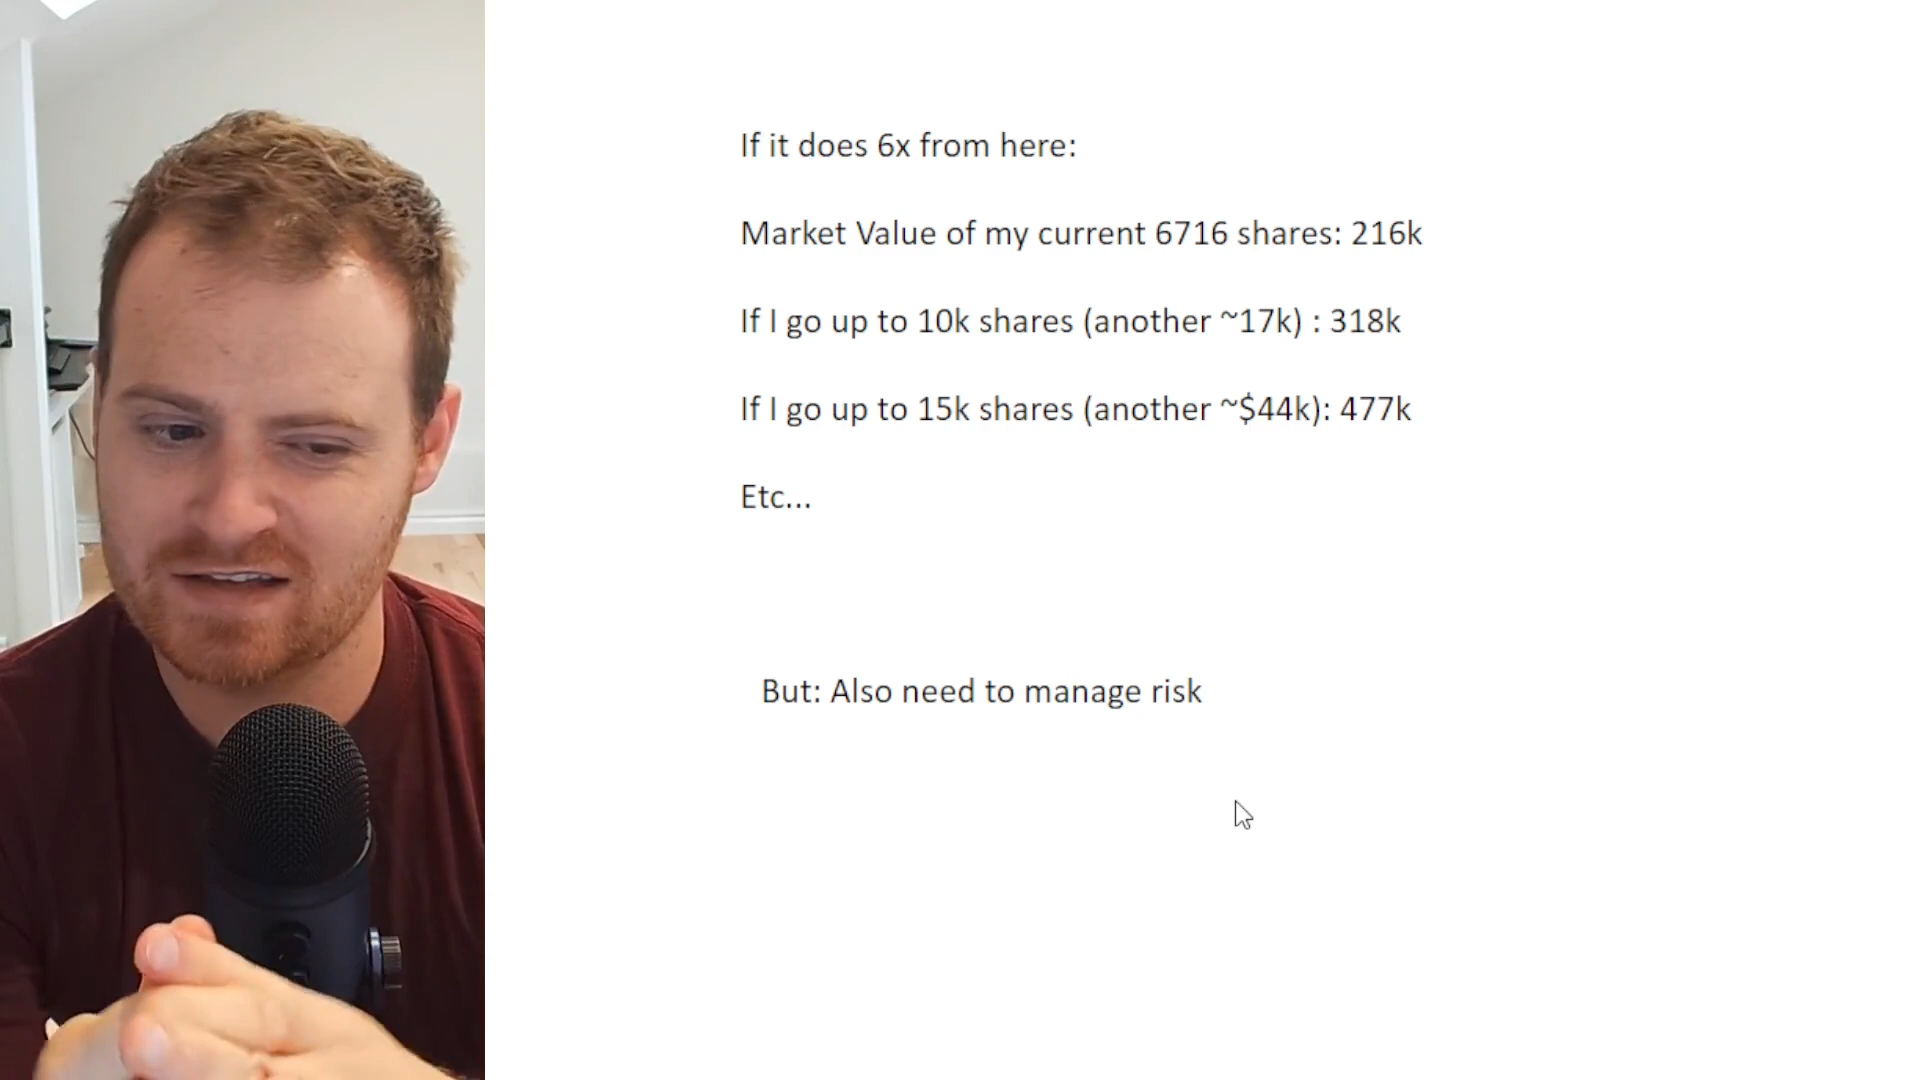 If it does 6x from here:
Market Value of my current 6716 shares: 216k
If I go up to 10k shares (another ~17k) : 318k
If I go up to 15k shares (another ~$44k): 477k
Etc...
But: Also need to manage risk